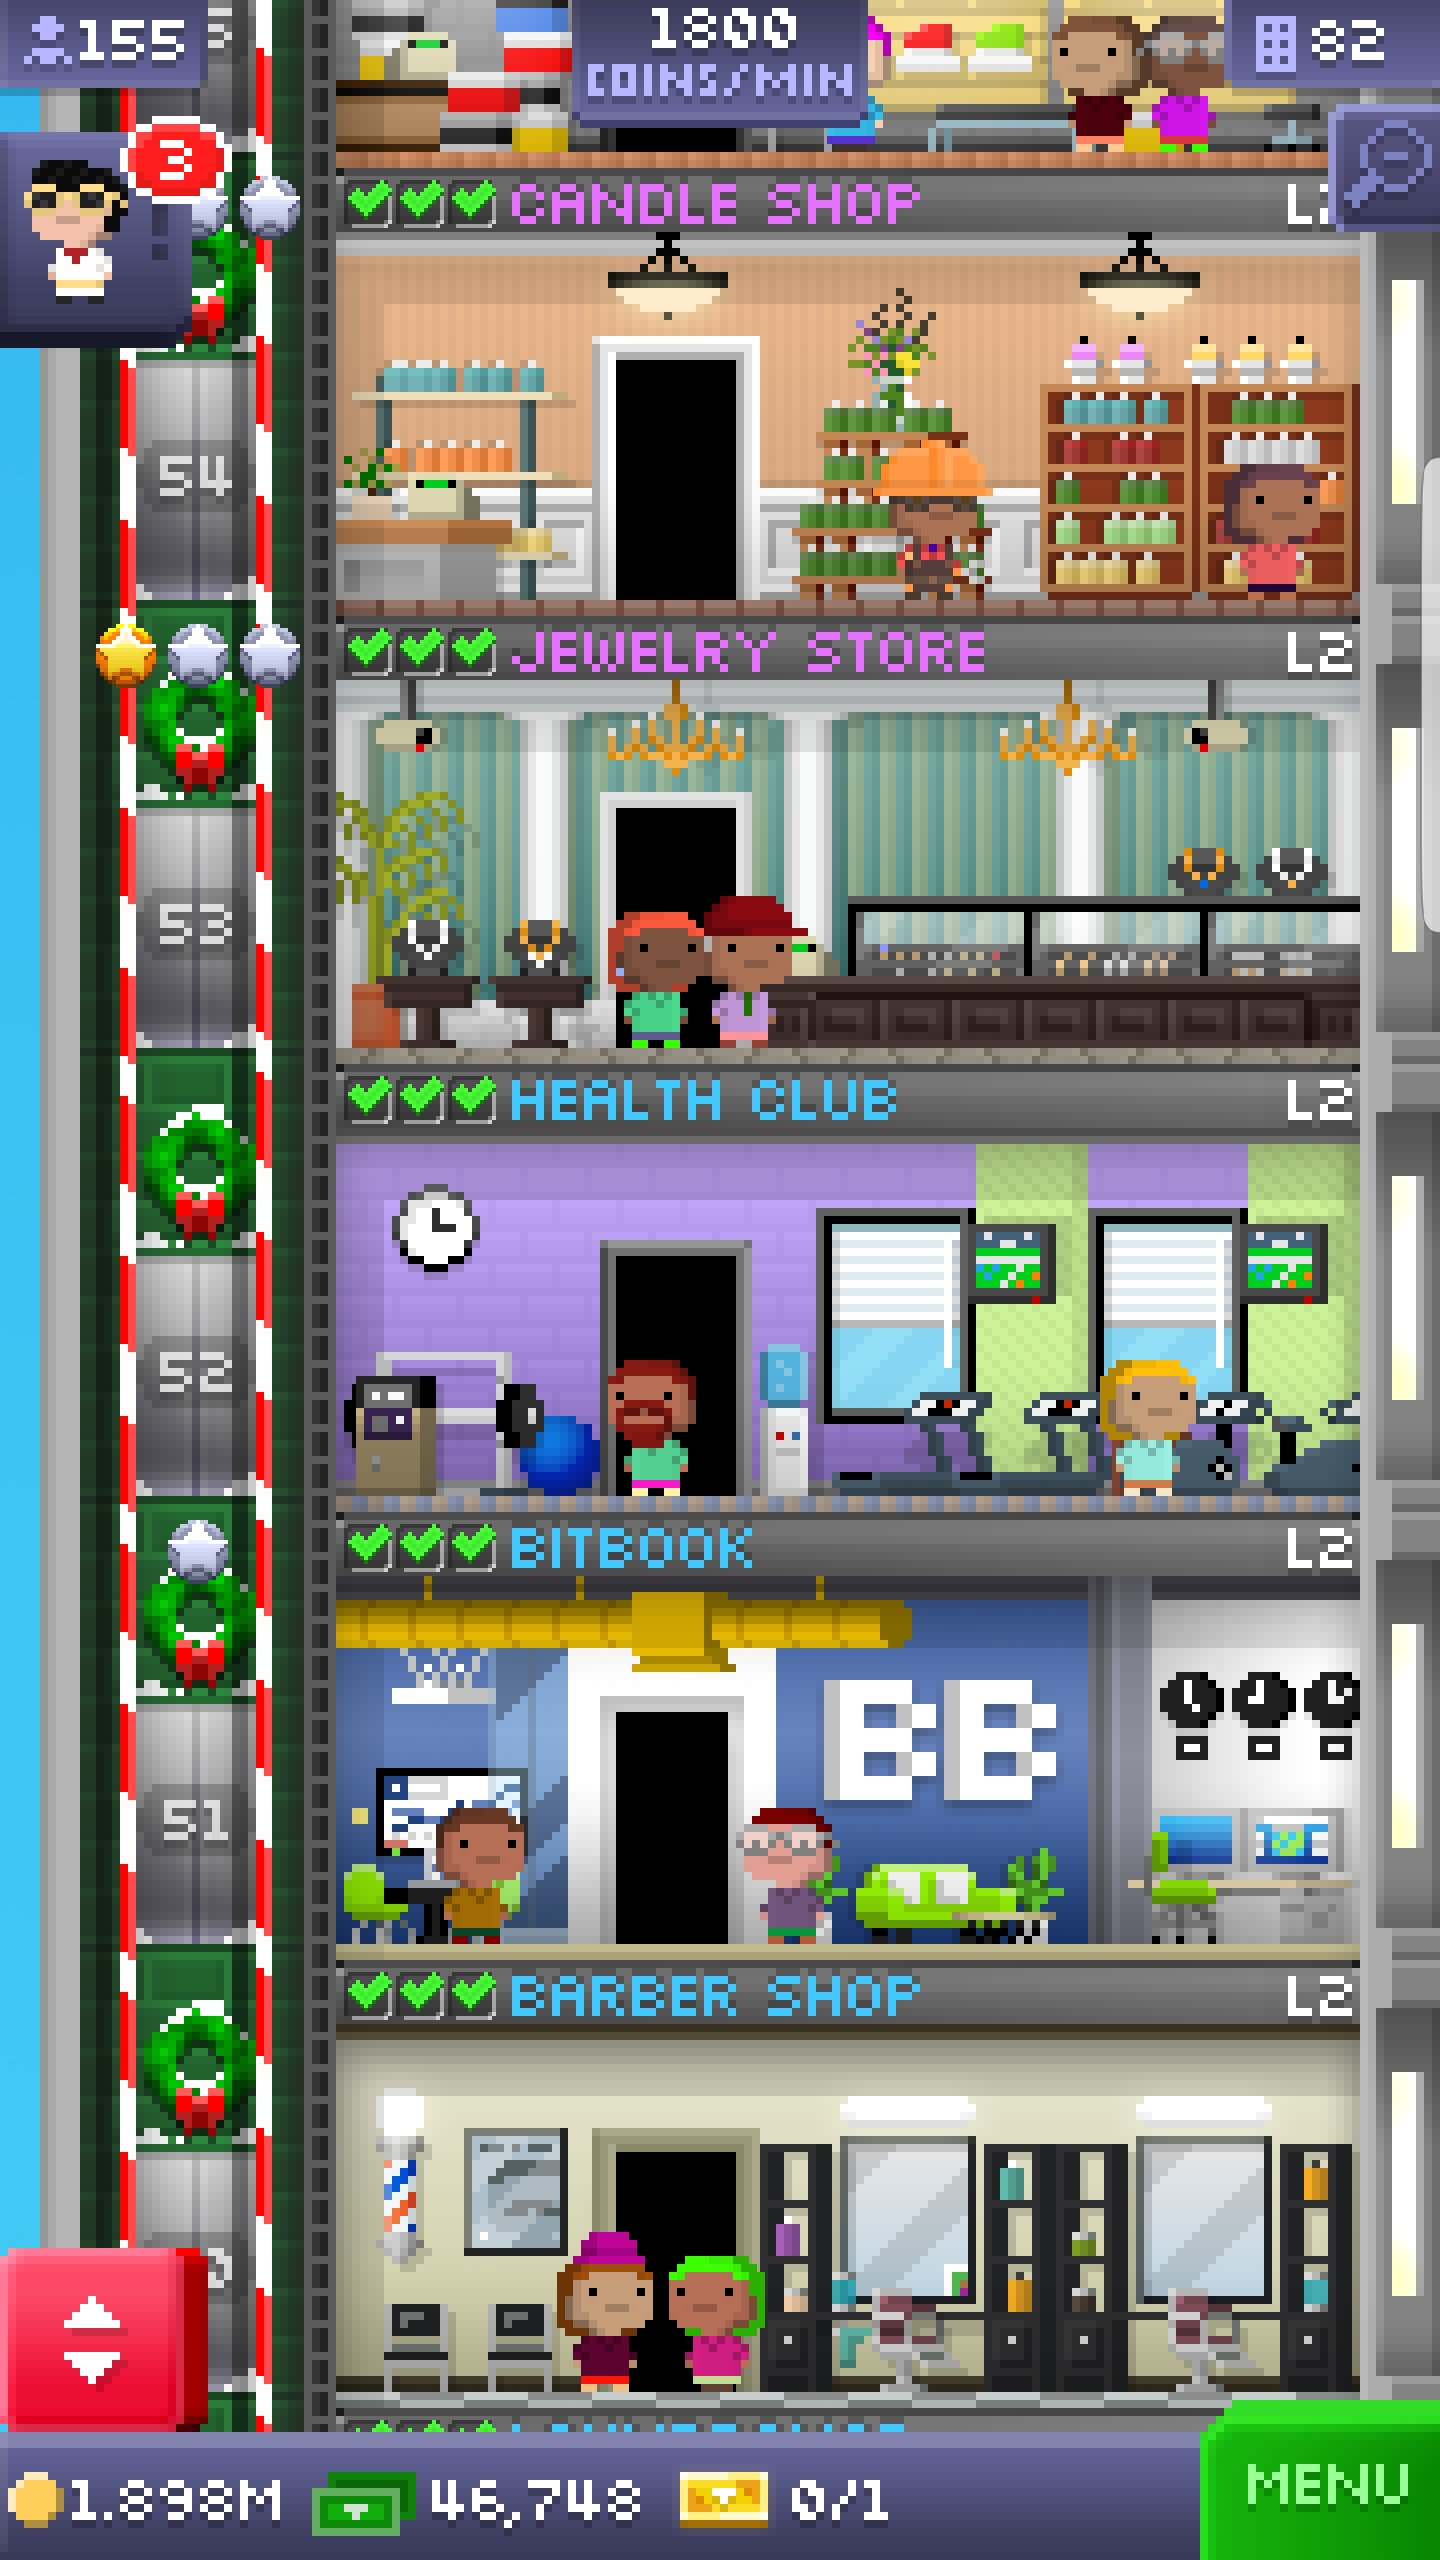 155
1800
COINS/MIN
82
3
CANDLE SHOP
54
JEWELRY STORE L2
53
HEALTH CLUB L2
52
BITBOOK L2
BB
51
BARBER SHOP L2
1.898M 46,748 0/1
MENU